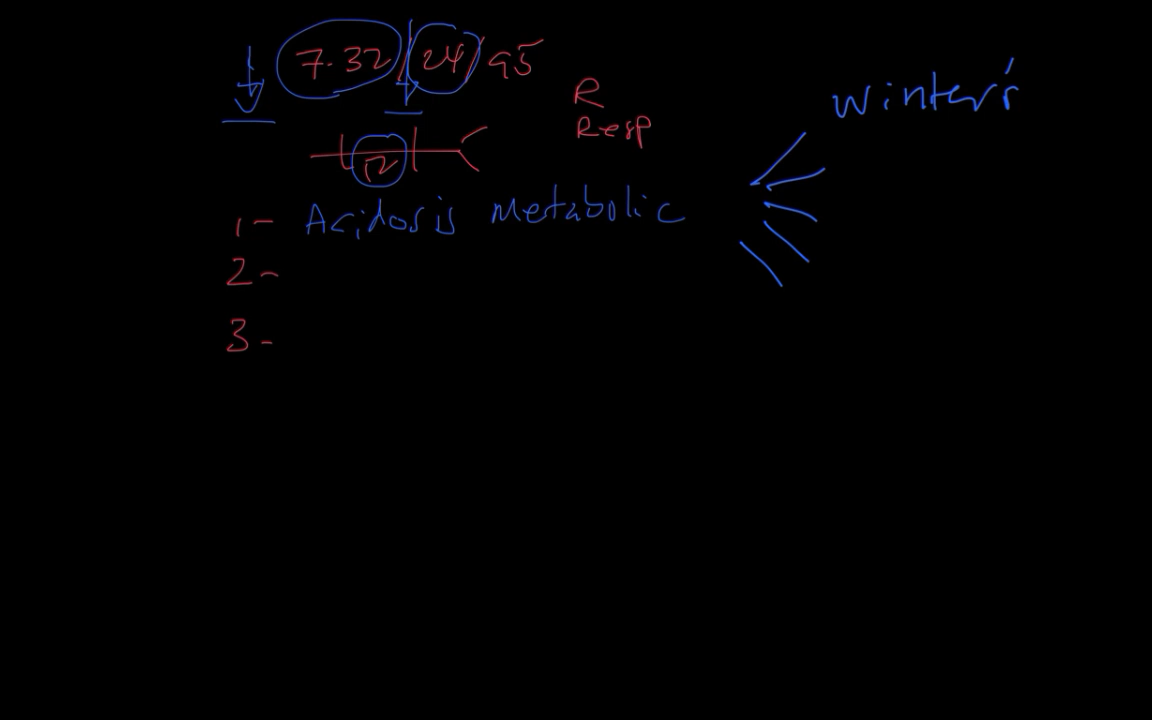 7.32/24/95
R
Resp
12
Winter's
1- Acidosis Metabolic
2-
3-